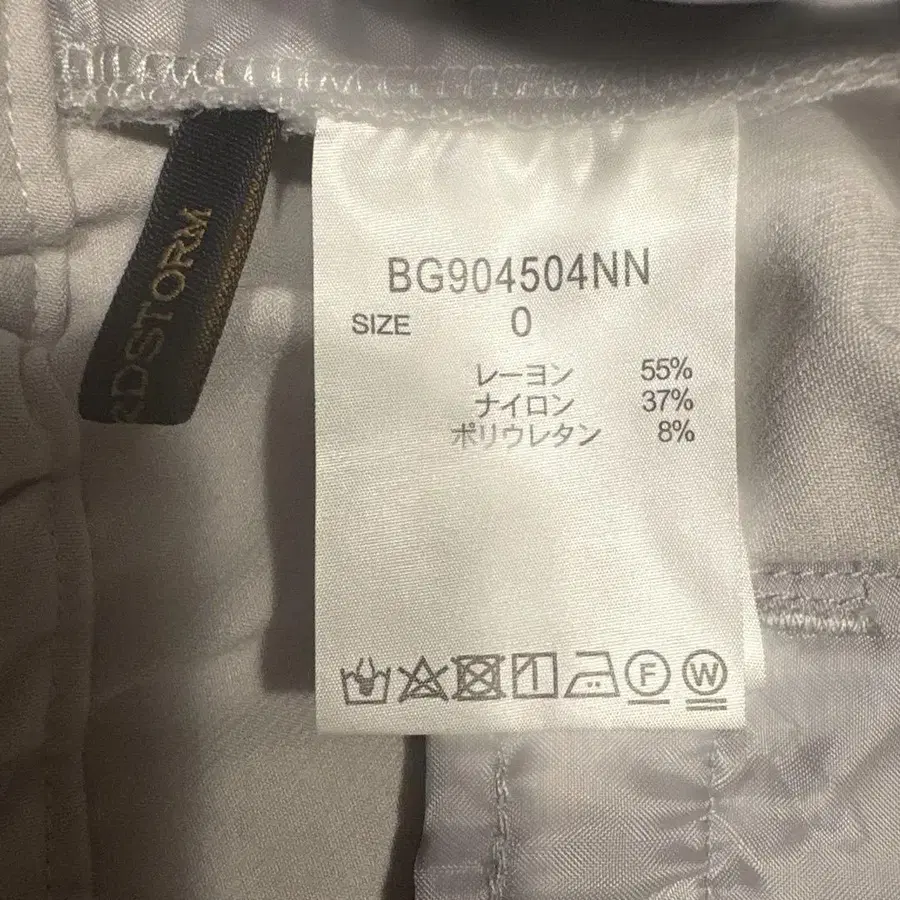 RDSTORM
BG904504NN
SIZE 0
レーヨン 55%
ナイロン 37%
ポリウレタン 8%
F W